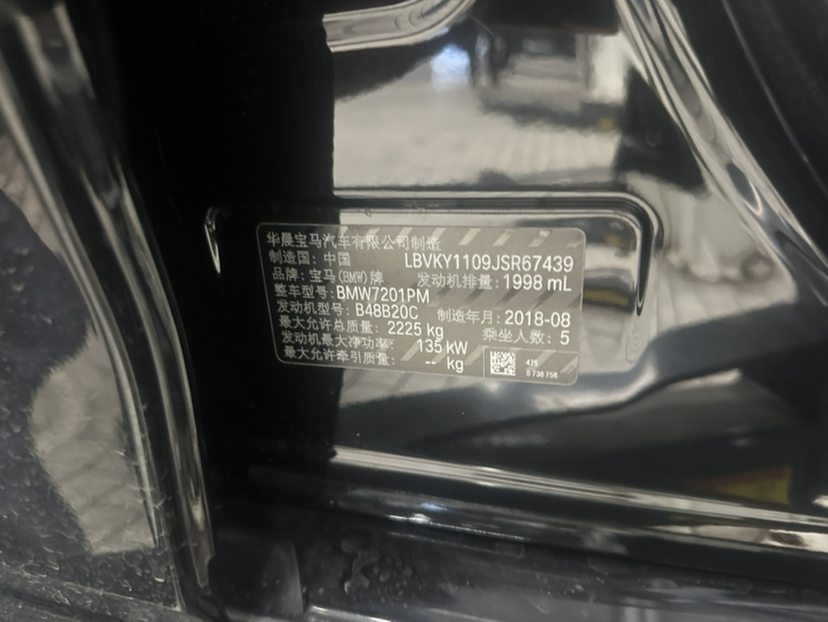 华晨宝马汽车有限公司制造
制造国：中国 LBVKY1109JSR67439
品牌：宝马(BMW)牌 发动机排量：1998 mL
整车型号：BMW7201PM
发动机型号：B48B20C 制造年月：2018-08
最大允许总质量：2225 kg 乘坐人数：5
发动机最大净功率：135 kW
最大允许牵引质量：-- kg
475
8 738 756